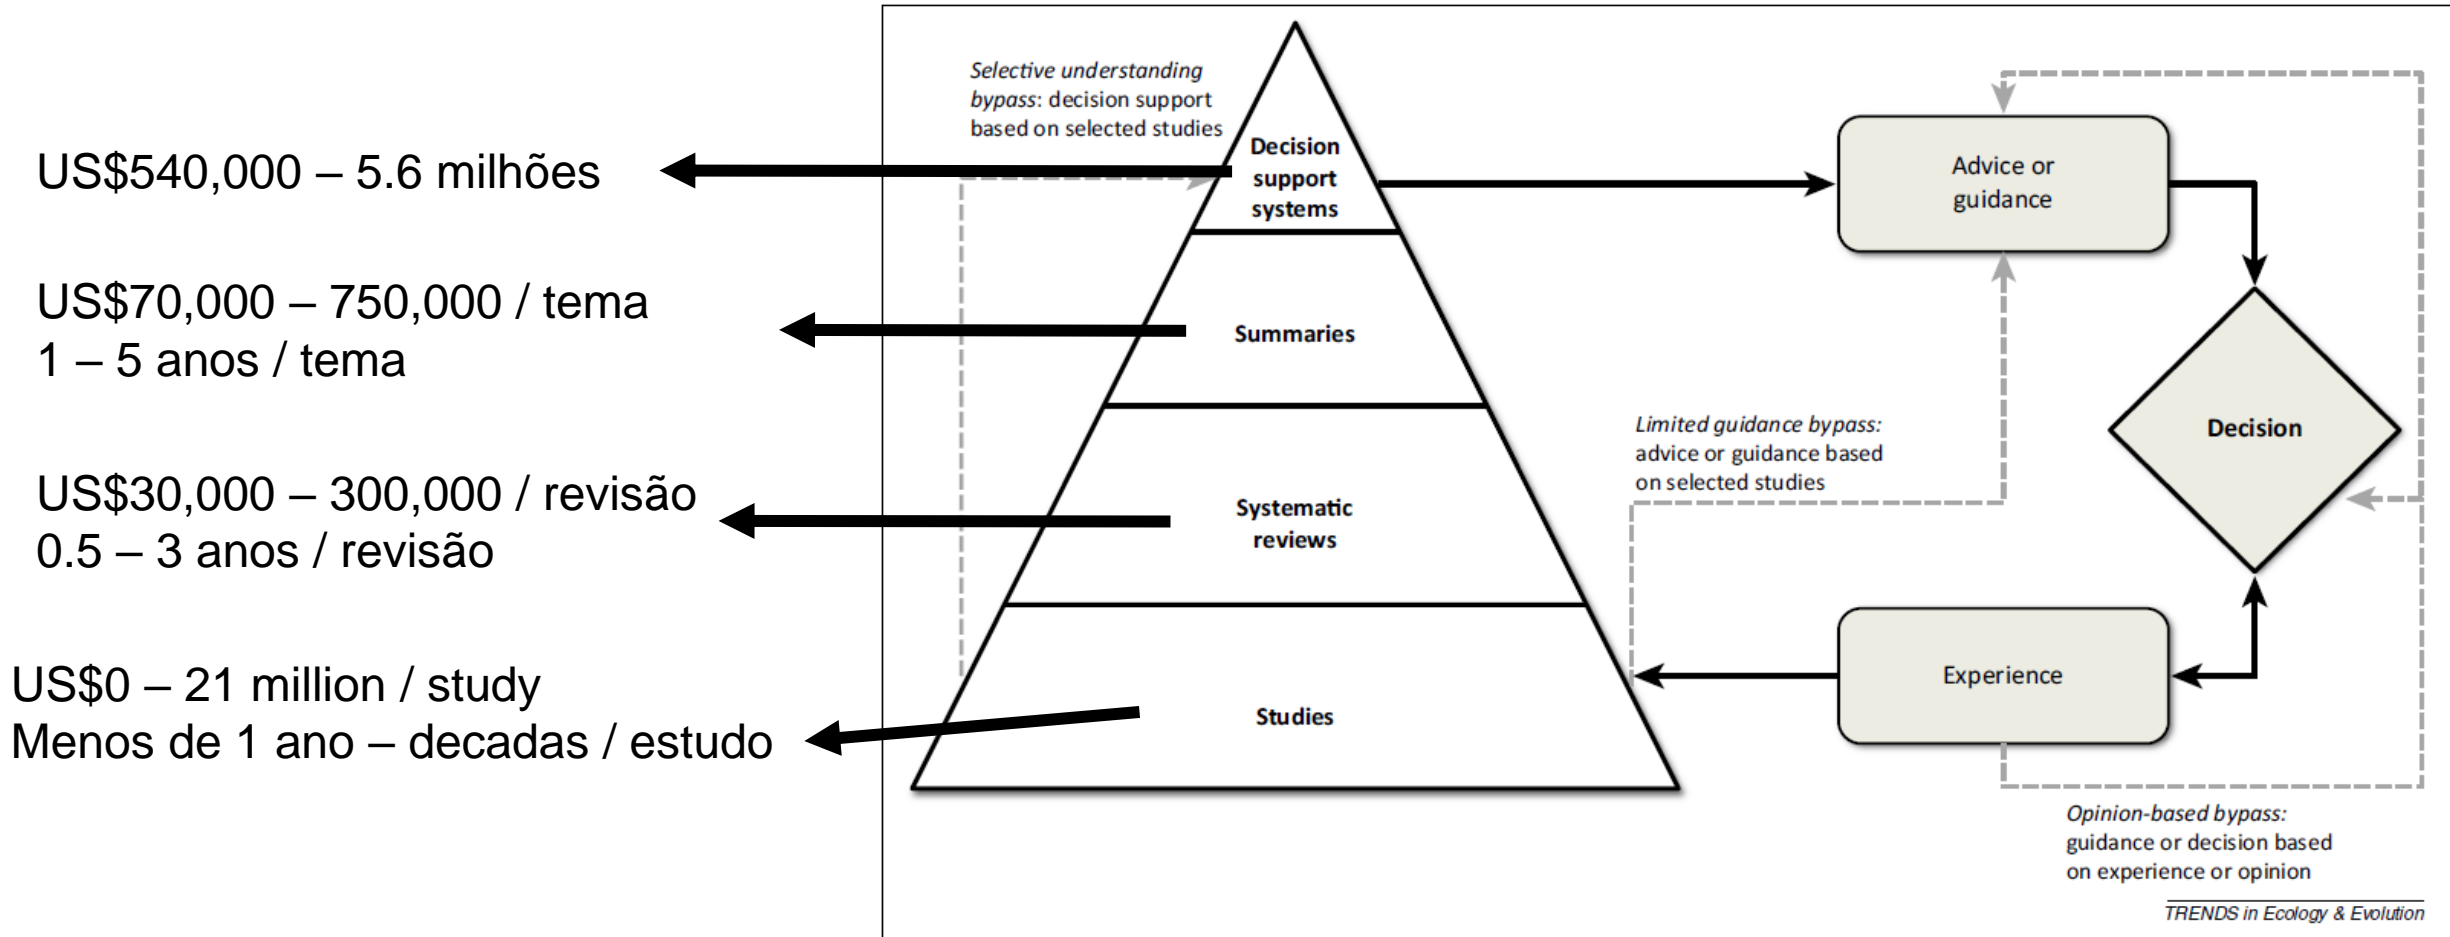 US$540,000 – 5.6 milhões
US$70,000 – 750,000 / tema
1 – 5 anos / tema
US$30,000 – 300,000 / revisão
0.5 – 3 anos / revisão
US$0 – 21 million / study
Menos de 1 ano – decadas / estudo
Selective understanding
bypass: decision support
based on selected studies
Decision
support
systems
Summaries
Systematic
reviews
Studies
Advice or
guidance
Limited guidance bypass:
advice or guidance based
on selected studies
Decision
Experience
Opinion-based bypass:
guidance or decision based
on experience or opinion
TRENDS in Ecology & Evolution